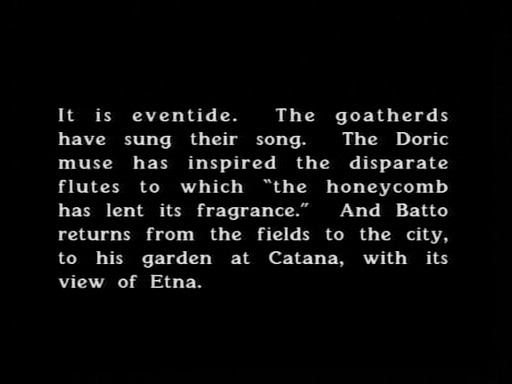 It is eventide. The goatherds
have sung their song. The Doric
muse has inspired the disparate
flutes to which "the honeycomb
has lent its fragrance." And Batto
returns from the fields to the city,
to his garden at Catana, with its
view of Etna.